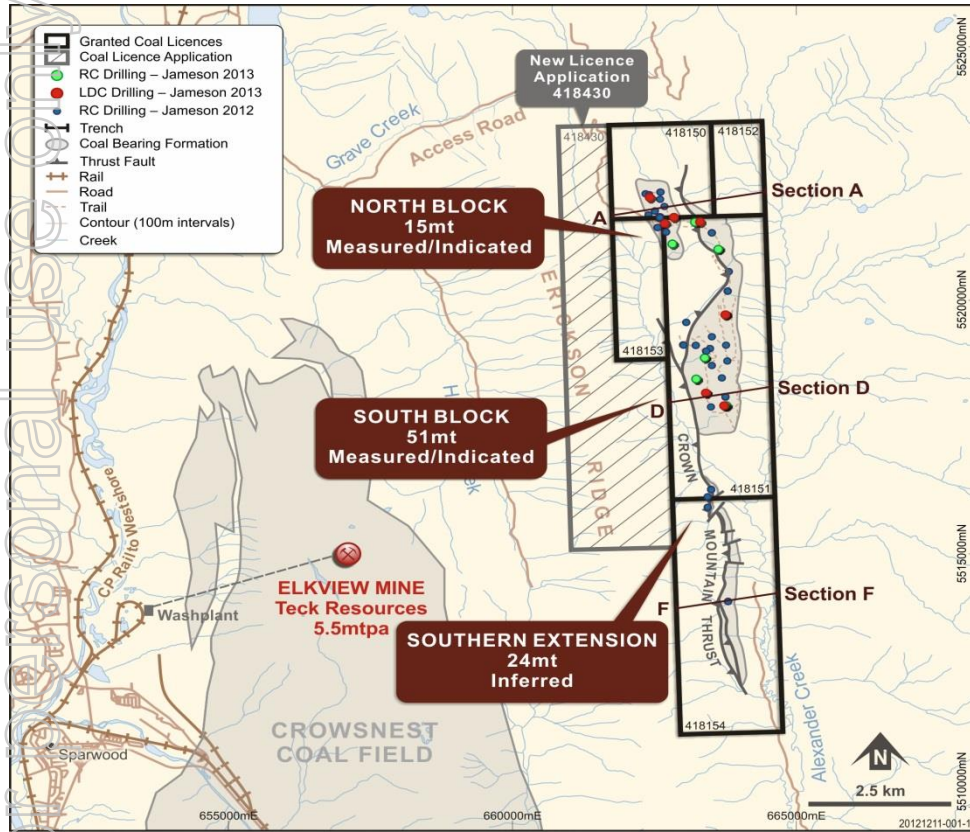 For personal use only
Granted Coal Licences
Coal Licence Application
RC Drilling – Jameson 2013
LDC Drilling – Jameson 2013
RC Drilling – Jameson 2012
Trench
Coal Bearing Formation
Thrust Fault
Rail
Road
Trail
Contour (100m intervals)
Creek
New Licence
Application
418430
Grave Creek
Access Road
418430
418150
418152
5525000mN
NORTH BLOCK
15mt
Measured/Indicated
A
Section A
ERICKSON
RIDGE
5520000mN
418153
SOUTH BLOCK
51mt
Measured/Indicated
D
Section D
CROWN
MOUNTAIN
THRUST
418151
5515000mN
CP Rail to Westshore
Washplant
ELKVIEW MINE
Teck Resources
5.5mtpa
F
Section F
SOUTHERN EXTENSION
24mt
Inferred
418154
Alexander Creek
CROWSNEST
COAL FIELD
Sparwood
N
2.5 km
5510000mN
655000mE
660000mE
665000mE
20121211-001-1